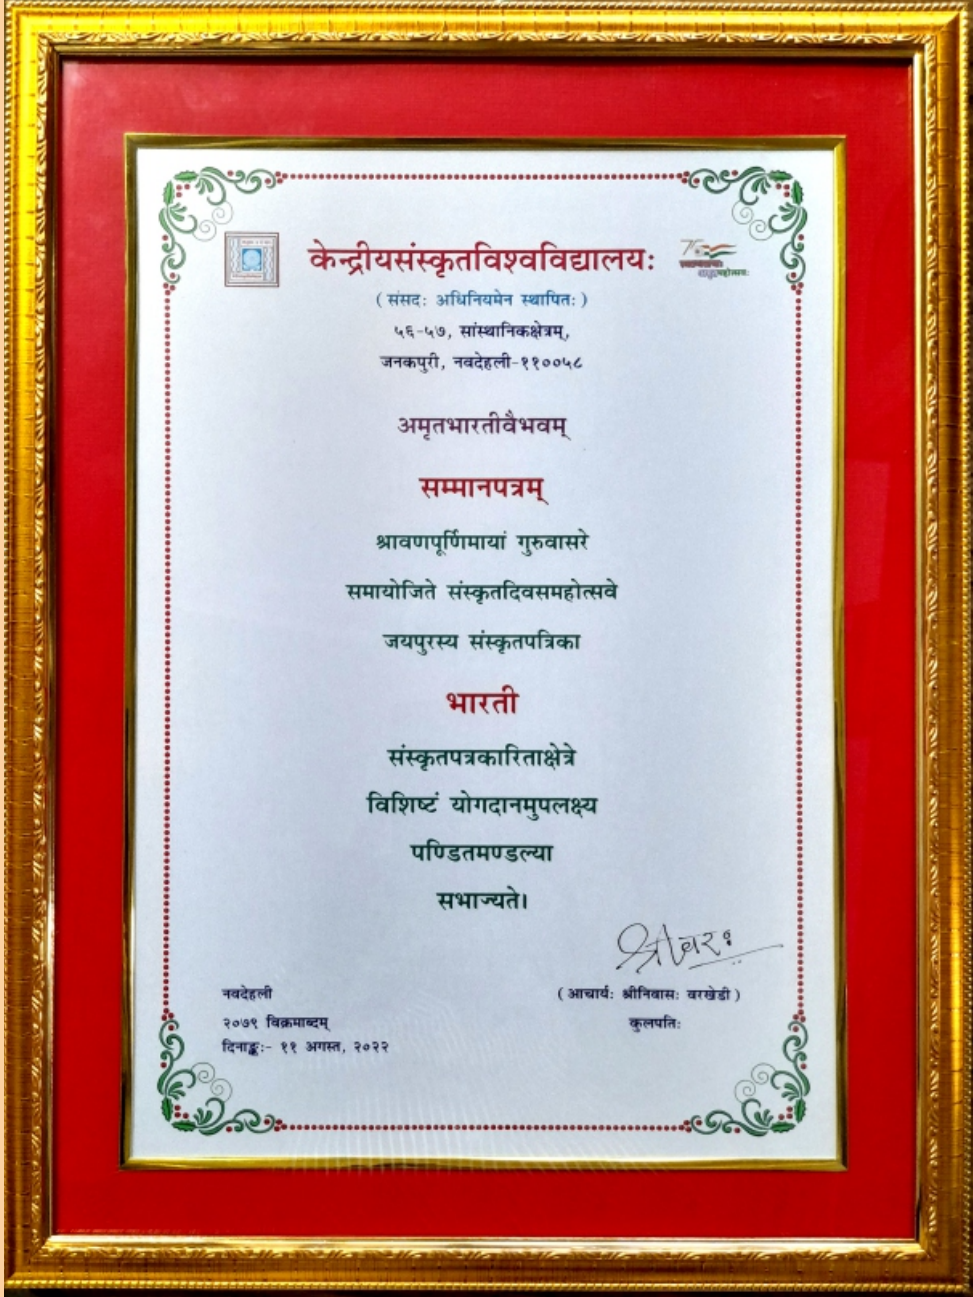 केन्द्रीयसंस्कृतविश्वविद्यालयः
( संसदः अधिनियमेन स्थापितः )
५६-५७, सांस्थानिकक्षेत्रम्,
जनकपुरी, नवदेहली-११००५८
अमृतभारतीवैभवम्
सम्मानपत्रम्
श्रावणपूर्णिमायां गुरुवासरे
समायोजिते संस्कृतदिवसमहोत्सवे
जयपुरस्य संस्कृतपत्रिका
भारती
संस्कृतपत्रकारिताक्षेत्रे
विशिष्टं योगदानमुपलक्ष्य
पण्डितमण्डल्या
सभाज्यते।
नवदेहली
२०७९ विक्रमाब्दम्
दिनाङ्कः- ११ अगस्त, २०२२
( आचार्यः श्रीनिवासः वरखेडी )
कुलपतिः